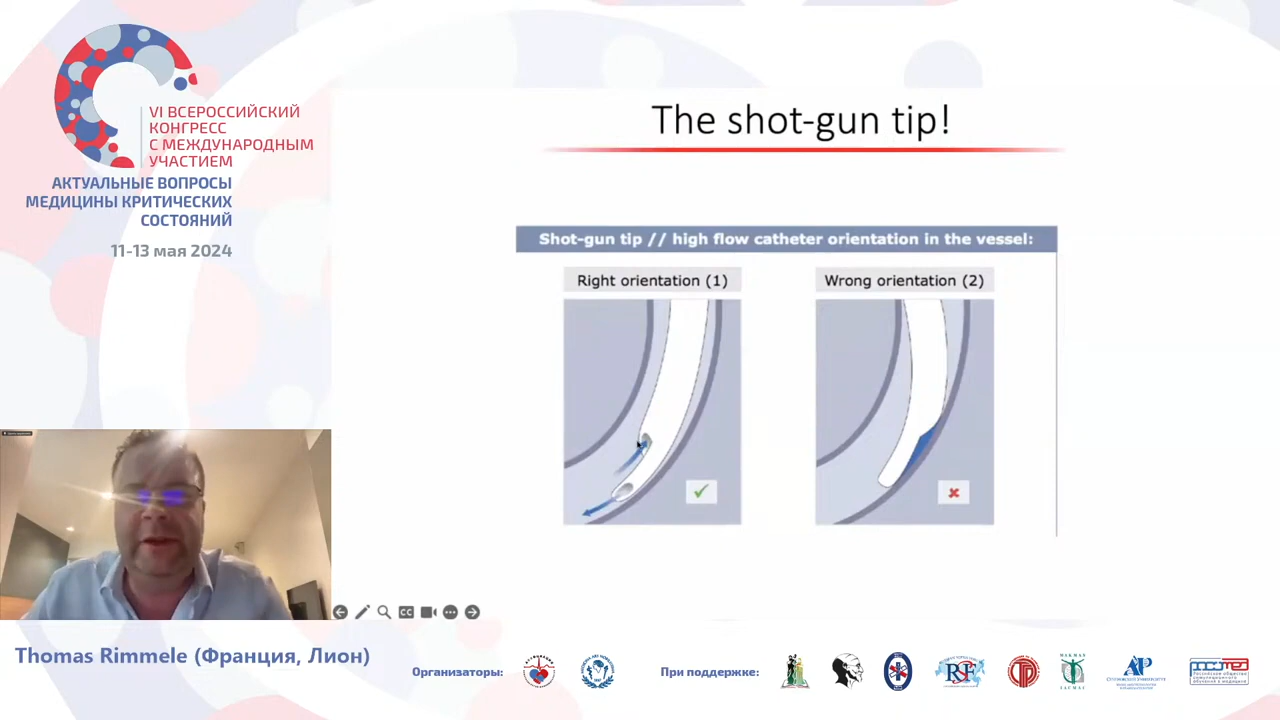 VI ВСЕРОССИЙСКИЙ
КОНГРЕСС
С МЕЖДУНАРОДНЫМ
УЧАСТИЕМ
АКТУАЛЬНЫЕ ВОПРОСЫ
МЕДИЦИНЫ КРИТИЧЕСКИХ
СОСТОЯНИЙ
11-13 мая 2024
The shot-gun tip!
Shot-gun tip // high flow catheter orientation in the vessel:
Right orientation (1)
Wrong orientation (2)
CC
Thomas Rimmele (Франция, Лион)
Организаторы:
При поддержке: